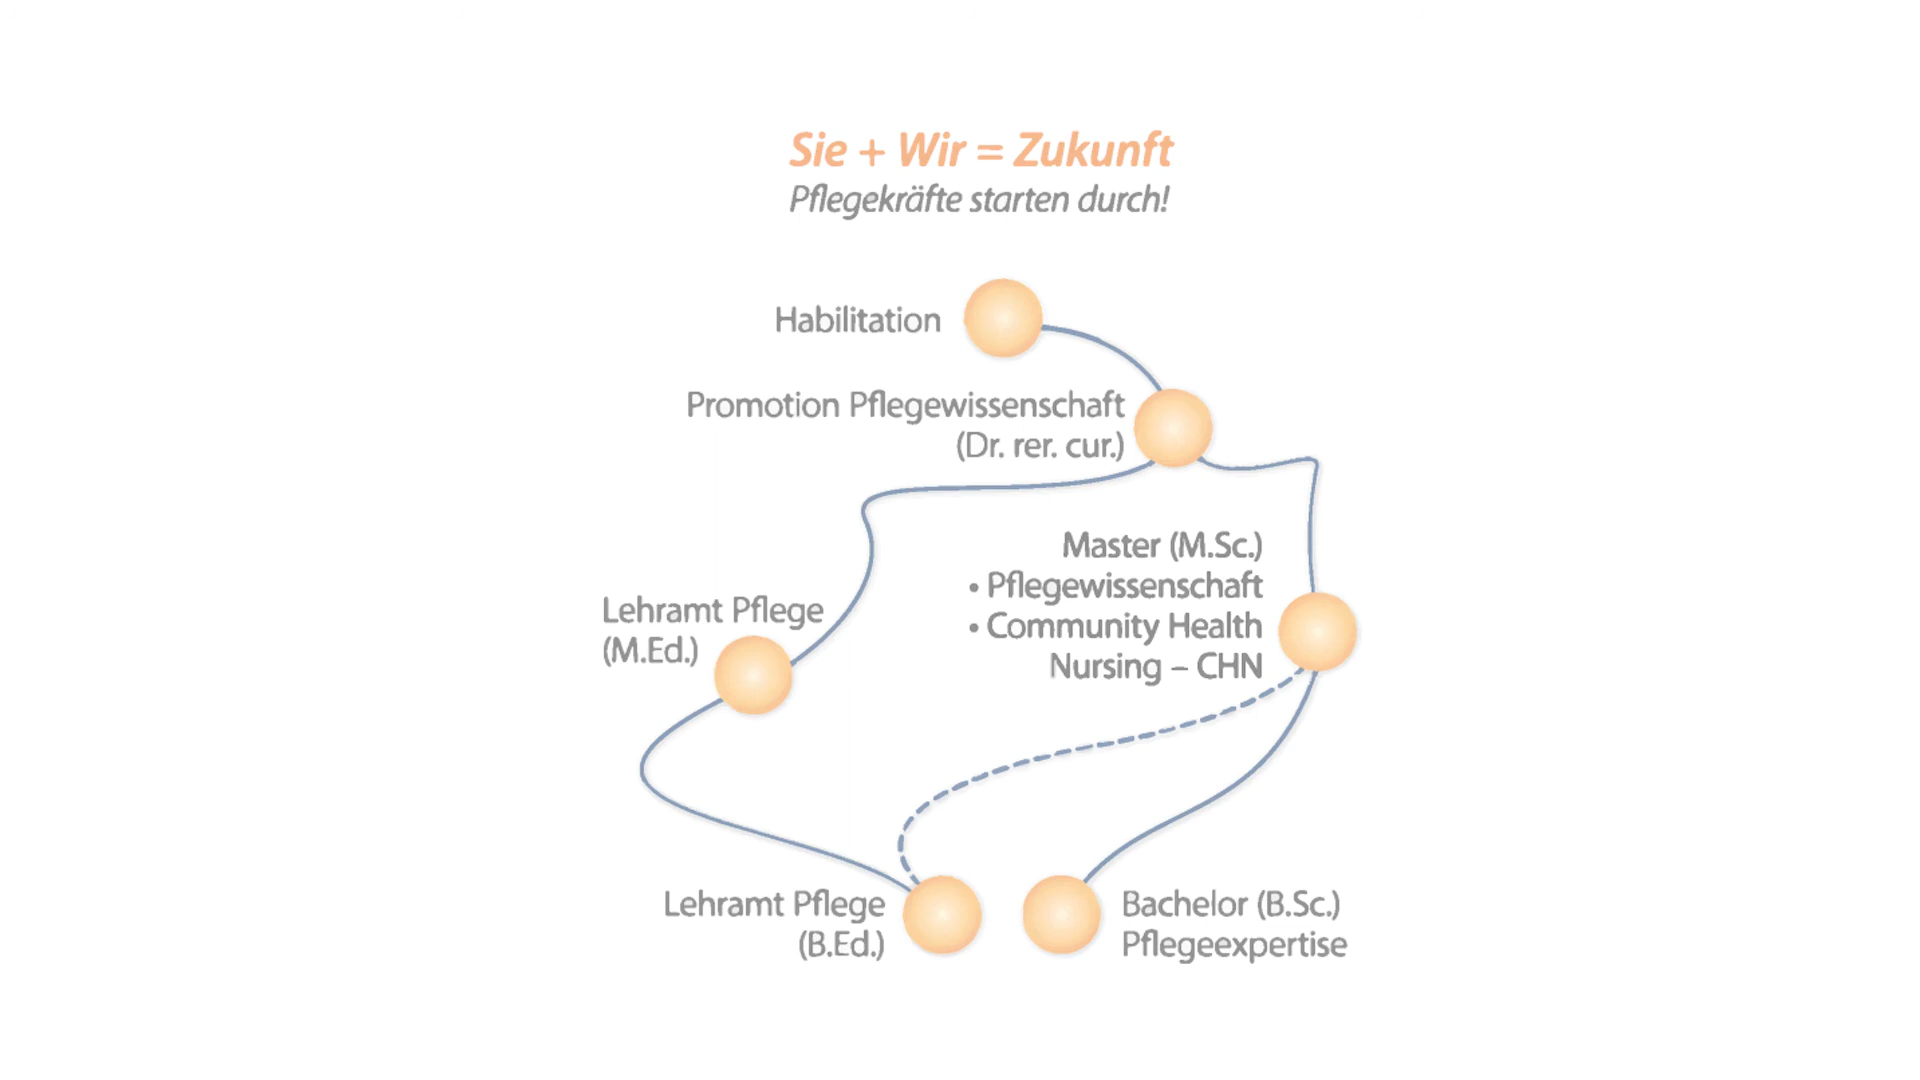 Sie + Wir = Zukunft
Pflegekräfte starten durch!
Habilitation
Promotion Pflegewissenschaft
(Dr. rer. cur.)
Master (M.Sc.)
• Pflegewissenschaft
• Community Health
Nursing – CHN
Lehramt Pflege
(M.Ed.)
Lehramt Pflege
(B.Ed.)
Bachelor (B.Sc.)
Pflegeexpertise